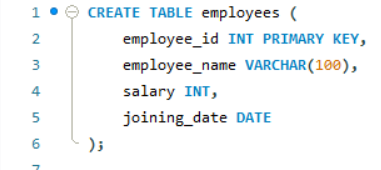 1 CREATE TABLE employees (
2 employee_id INT PRIMARY KEY,
3 employee_name VARCHAR(100),
4 salary INT,
5 joining_date DATE
6 );
7